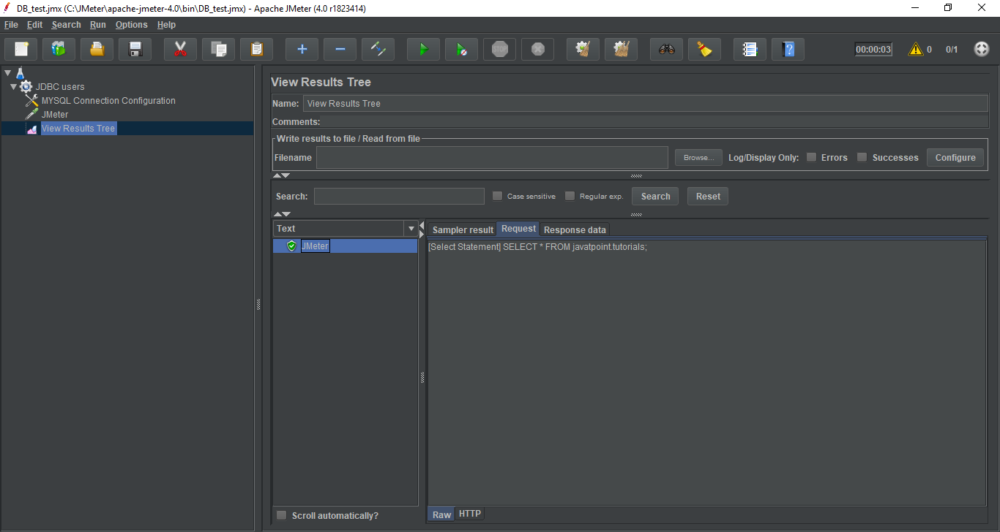 DB_test.jmx (C:\JMeter\apache-jmeter-4.0\bin\DB_test.jmx) - Apache JMeter (4.0 r1823414)
File Edit Search Run Options Help
STOP 00:00:03 0 0/1
JDBC users
MYSQL Connection Configuration
JMeter
View Results Tree
View Results Tree
Name: View Results Tree
Comments:
Write results to file / Read from file
Filename Browse... Log/Display Only: Errors Successes Configure
Search: Case sensitive Regular exp. Search Reset
Text
JMeter
Scroll automatically?
Sampler result Request Response data
[Select Statement] SELECT * FROM javatpoint.tutorials;
Raw HTTP